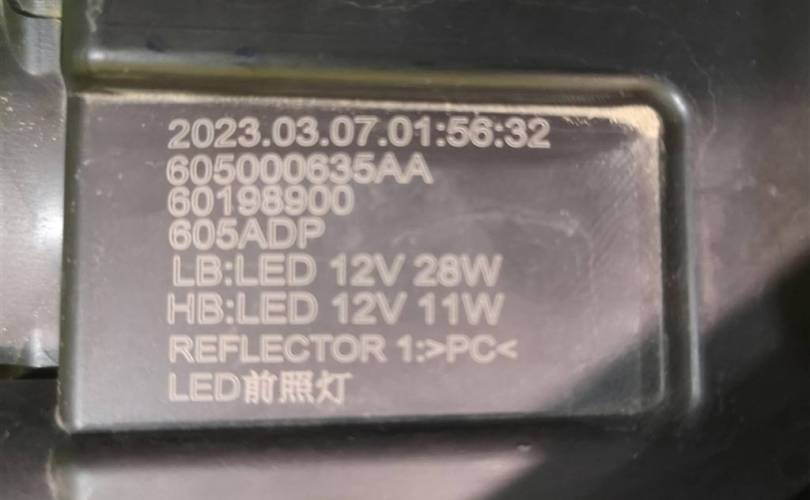 2023.03.07.01:56:32
605000635AA
60198900
605ADP
LB:LED 12V 28W
HB:LED 12V 11W
REFLECTOR 1:>PC<
LED前照灯